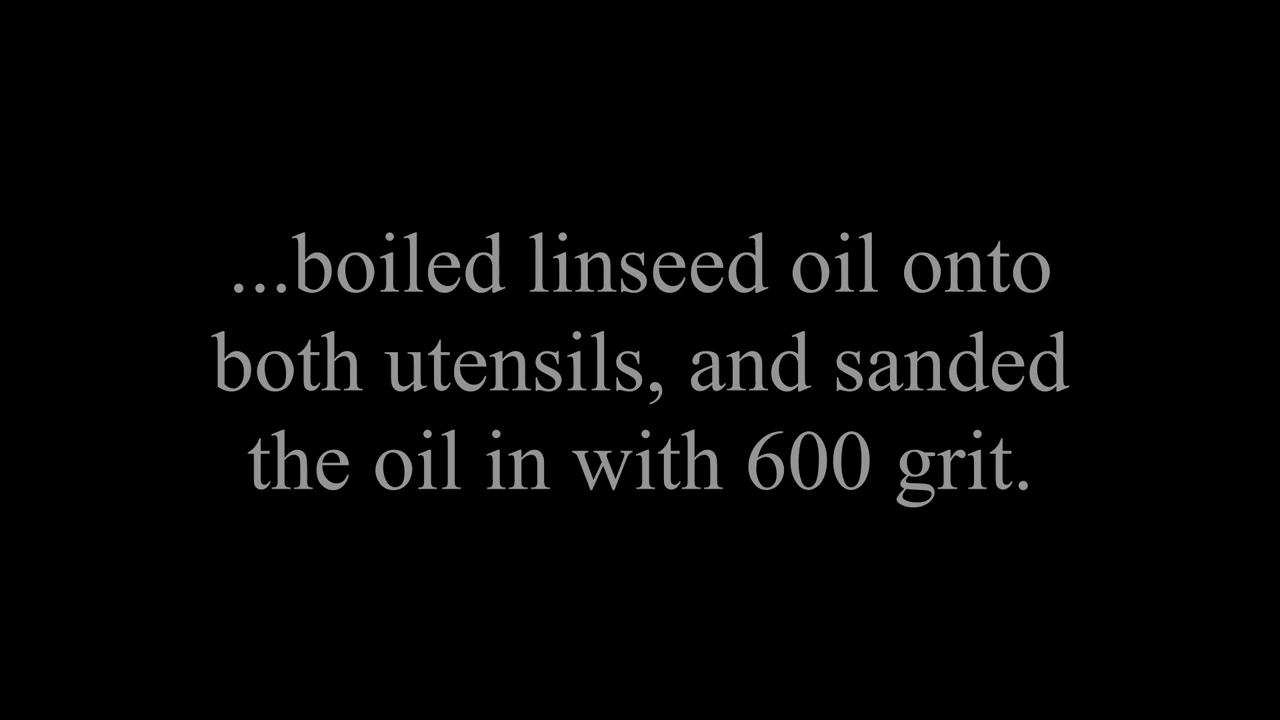 ...boiled linseed oil onto
both utensils, and sanded
the oil in with 600 grit.